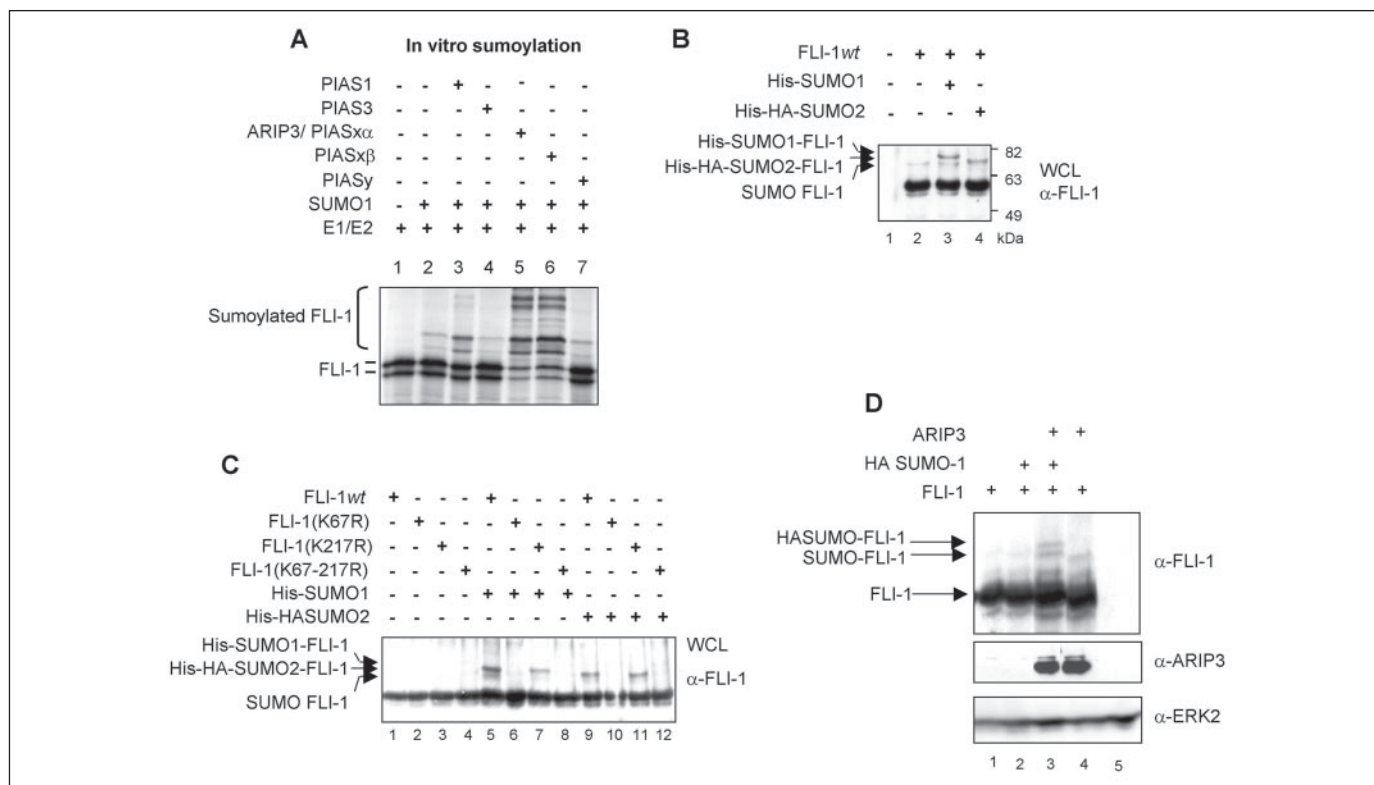 A
In vitro sumoylation
PIAS1 - - + - - - -
PIAS3 - - - + - - -
ARIP3/ PIASxα - - - - + - -
PIASxβ - - - - - + -
PIASy - - - - - - +
SUMO1 - + + + + + +
E1/E2 + + + + + + +
1 2 3 4 5 6 7
Sumoylated FLI-1
FLI-1
B
FLI-1wt - + + +
His-SUMO1 - - + -
His-HA-SUMO2 - - - +
His-SUMO1-FLI-1
His-HA-SUMO2-FLI-1
SUMO FLI-1
82
63
49
WCL
α-FLI-1
1 2 3 4 kDa
C
FLI-1wt + - - - + - - - + - - -
FLI-1(K67R) - + - - - + - - - + - -
FLI-1(K217R) - - + - - - + - - - + -
FLI-1(K67-217R) - - - + - - - + - - - +
His-SUMO1 - - - - + + + + - - - -
His-HASUMO2 - - - - - - - - + + + +
His-SUMO1-FLI-1
His-HA-SUMO2-FLI-1
SUMO FLI-1
WCL
α-FLI-1
1 2 3 4 5 6 7 8 9 10 11 12
D
ARIP3 + +
HA SUMO-1 + +
FLI-1 + + + +
HASUMO-FLI-1
SUMO-FLI-1
FLI-1
α-FLI-1
α-ARIP3
α-ERK2
1 2 3 4 5